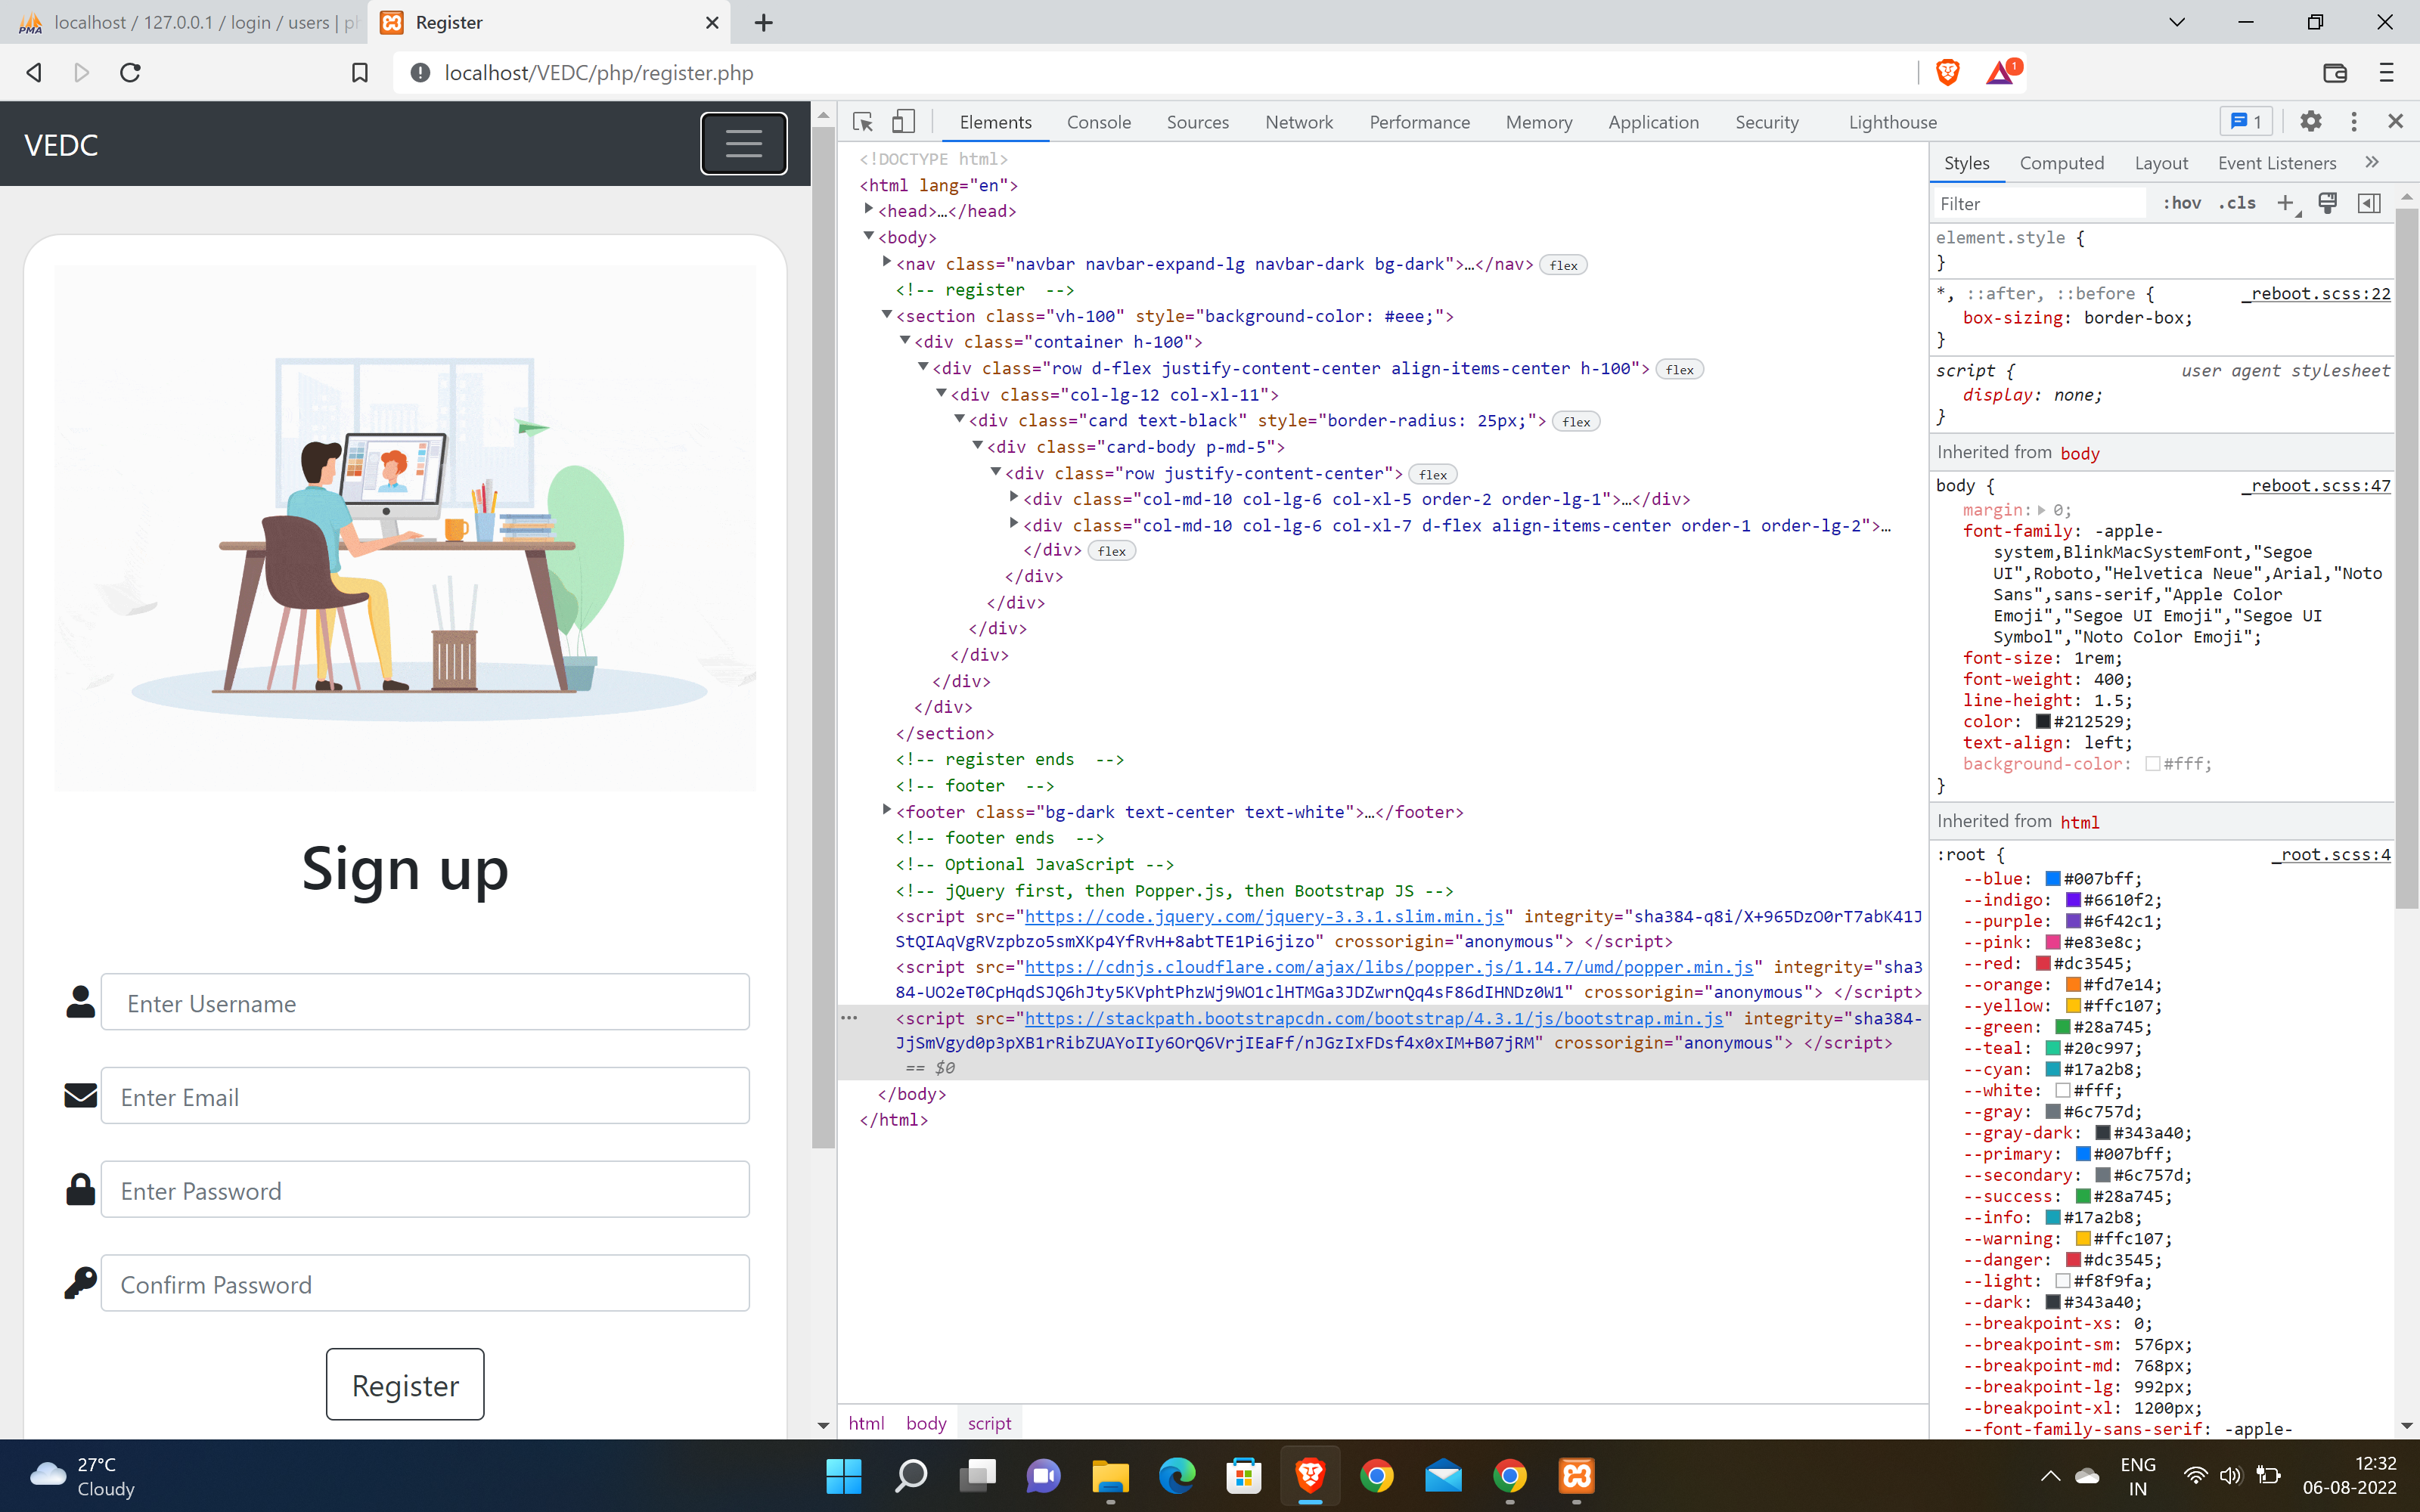 localhost / 127.0.0.1 / login / users | ph
Register
localhost/VEDC/php/register.php
1
VEDC
Sign up
Enter Username
Enter Email
Enter Password
Confirm Password
Register
Elements Console Sources Network Performance Memory Application Security Lighthouse 1
<!DOCTYPE html>
<html lang="en">
<head>…</head>
<body>
<nav class="navbar navbar-expand-lg navbar-dark bg-dark">…</nav> flex
<!-- register  -->
<section class="vh-100" style="background-color: #eee;">
<div class="container h-100">
<div class="row d-flex justify-content-center align-items-center h-100"> flex
<div class="col-lg-12 col-xl-11">
<div class="card text-black" style="border-radius: 25px;"> flex
<div class="card-body p-md-5">
<div class="row justify-content-center"> flex
<div class="col-md-10 col-lg-6 col-xl-5 order-2 order-lg-1">…</div>
<div class="col-md-10 col-lg-6 col-xl-7 d-flex align-items-center order-1 order-lg-2">…
</div> flex
</div>
</div>
</div>
</div>
</div>
</div>
</section>
<!-- register ends  -->
<!-- footer  -->
<footer class="bg-dark text-center text-white">…</footer>
<!-- footer ends  -->
<!-- Optional JavaScript -->
<!-- jQuery first, then Popper.js, then Bootstrap JS -->
<script src="https://code.jquery.com/jquery-3.3.1.slim.min.js" integrity="sha384-q8i/X+965DzO0rT7abK41J
StQIAqVgRVzpbzo5smXKp4YfRvH+8abtTE1Pi6jizo" crossorigin="anonymous"> </script>
<script src="https://cdnjs.cloudflare.com/ajax/libs/popper.js/1.14.7/umd/popper.min.js" integrity="sha3
84-UO2eT0CpHqdSJQ6hJty5KVphtPhzWj9WO1clHTMGa3JDZwrnQq4sF86dIHNDz0W1" crossorigin="anonymous"> </script>
<script src="https://stackpath.bootstrapcdn.com/bootstrap/4.3.1/js/bootstrap.min.js" integrity="sha384-
JjSmVgyd0p3pXB1rRibZUAYoIIy6OrQ6VrjIEaFf/nJGzIxFDsf4x0xIM+B07jRM" crossorigin="anonymous"> </script>
== $0
</body>
</html>
html body script
Styles Computed Layout Event Listeners
Filter :hov .cls
element.style {
}
*, ::after, ::before { _reboot.scss:22
box-sizing: border-box;
}
script { user agent stylesheet
display: none;
}
Inherited from body
body { _reboot.scss:47
margin: 0;
font-family: -apple-
system,BlinkMacSystemFont,"Segoe
UI",Roboto,"Helvetica Neue",Arial,"Noto
Sans",sans-serif,"Apple Color
Emoji","Segoe UI Emoji","Segoe UI
Symbol","Noto Color Emoji";
font-size: 1rem;
font-weight: 400;
line-height: 1.5;
color: #212529;
text-align: left;
background-color: #fff;
}
Inherited from html
:root { _root.scss:4
--blue: #007bff;
--indigo: #6610f2;
--purple: #6f42c1;
--pink: #e83e8c;
--red: #dc3545;
--orange: #fd7e14;
--yellow: #ffc107;
--green: #28a745;
--teal: #20c997;
--cyan: #17a2b8;
--white: #fff;
--gray: #6c757d;
--gray-dark: #343a40;
--primary: #007bff;
--secondary: #6c757d;
--success: #28a745;
--info: #17a2b8;
--warning: #ffc107;
--danger: #dc3545;
--light: #f8f9fa;
--dark: #343a40;
--breakpoint-xs: 0;
--breakpoint-sm: 576px;
--breakpoint-md: 768px;
--breakpoint-lg: 992px;
--breakpoint-xl: 1200px;
--font-family-sans-serif: -apple-
27°C
Cloudy
ENG
IN
12:32
06-08-2022